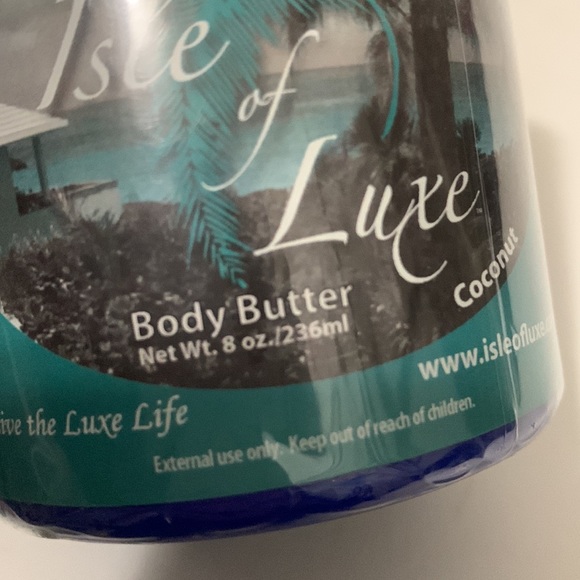 Isle
of
Luxe
Coconut
Body Butter
Net Wt. 8 oz./236ml
www.isleofluxe
ive the Luxe Life
External use only. Keep out of reach of children.